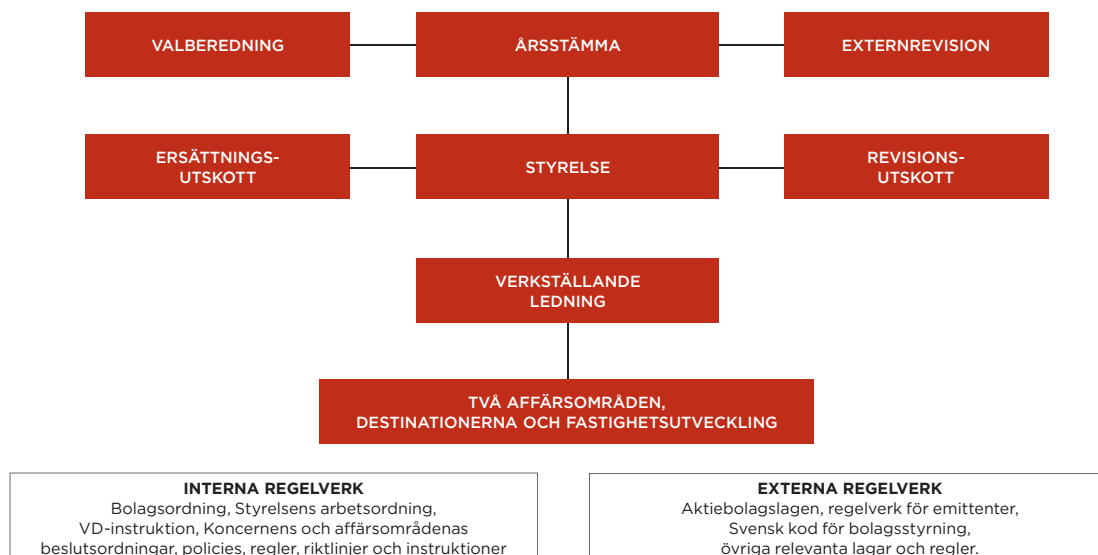 VALBEREDNING
ÅRSSTÄMMA
EXTERNREVISION
ERSÄTTNINGS-
UTSKOTT
STYRELSE
REVISIONS-
UTSKOTT
VERKSTÄLLANDE
LEDNING
TVÅ AFFÄRSOMRÅDEN,
DESTINATIONERNA OCH FASTIGHETSUTVECKLING
INTERNA REGELVERK
Bolagsordning, Styrelsens arbetsordning,
VD-instruktion, Koncernens och affärsområdenas
beslutsordningar, policies, regler, riktlinjer och instruktioner
EXTERNA REGELVERK
Aktiebolagslagen, regelverk för emittenter,
Svensk kod för bolagsstyrning,
övriga relevanta lagar och regler.